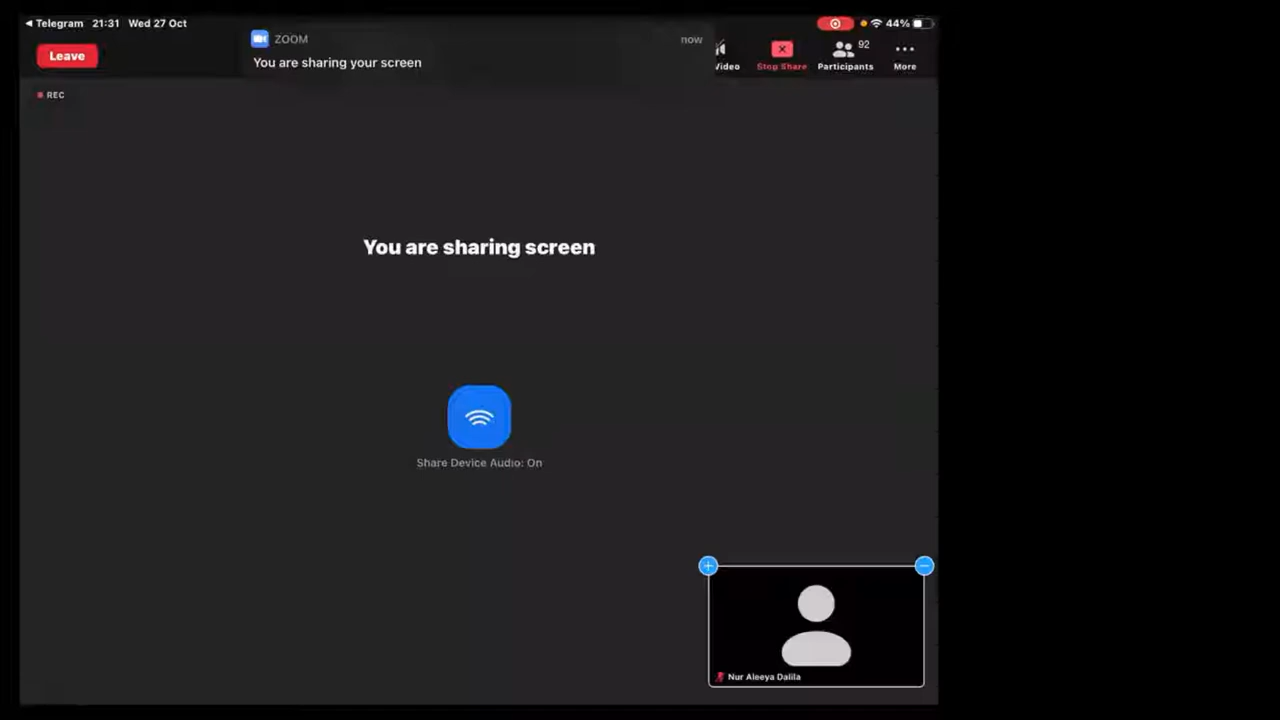 Telegram 21:31 Wed 27 Oct
44%
ZOOM
now
You are sharing your screen
Leave
Video
Stop Share
Participants
92
More
REC
You are sharing screen
Share Device Audio: On
Nur Aleeya Dalila